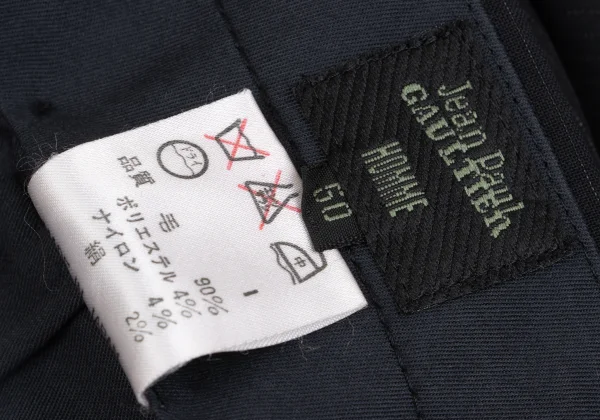 Jean Paul
GAULTIER
HOMME
50
ドライ
中
品質
毛 90%
ポリエステル 4%
ナイロン 4%
絹 2%